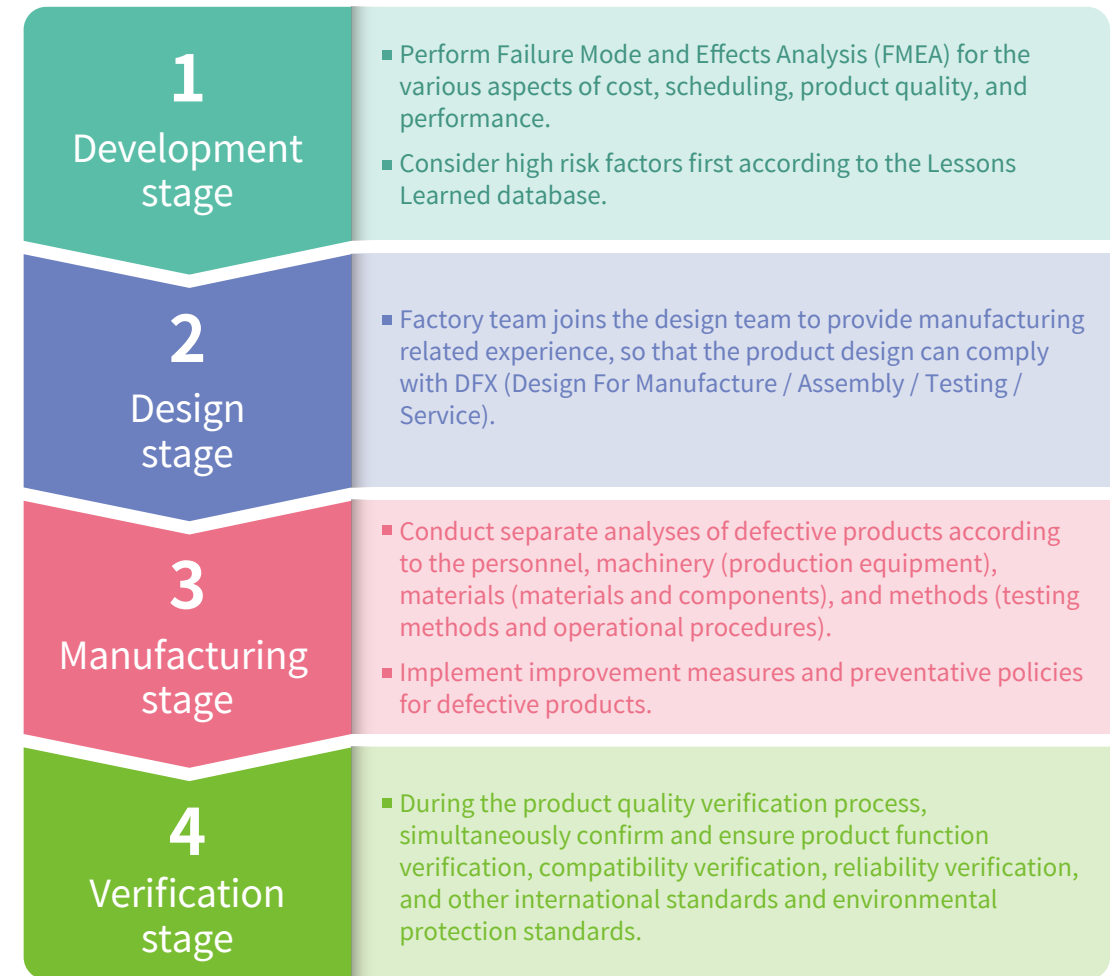 1
Development
stage
Perform Failure Mode and Effects Analysis (FMEA) for the
various aspects of cost, scheduling, product quality, and
performance.
Consider high risk factors first according to the Lessons
Learned database.
2
Design
stage
Factory team joins the design team to provide manufacturing
related experience, so that the product design can comply
with DFX (Design For Manufacture / Assembly / Testing /
Service).
3
Manufacturing
stage
Conduct separate analyses of defective products according
to the personnel, machinery (production equipment),
materials (materials and components), and methods (testing
methods and operational procedures).
Implement improvement measures and preventative policies
for defective products.
4
Verification
stage
During the product quality verification process,
simultaneously confirm and ensure product function
verification, compatibility verification, reliability verification,
and other international standards and environmental
protection standards.